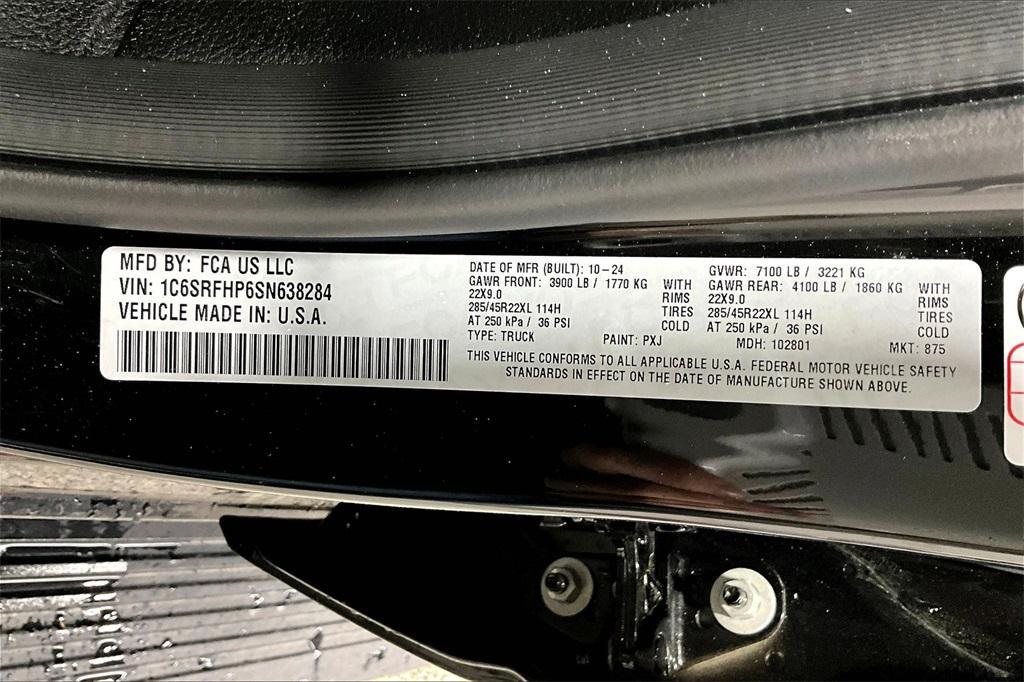 MFD BY: FCA US LLC
VIN: 1C6SRFHP6SN638284
VEHICLE MADE IN: U.S.A.
DATE OF MFR (BUILT): 10-24
GAWR FRONT: 3900 LB / 1770 KG WITH
22X9.0 RIMS
285/45R22XL 114H TIRES
AT 250 kPa / 36 PSI COLD
TYPE: TRUCK PAINT: PXJ
GVWR: 7100 LB / 3221 KG
GAWR REAR: 4100 LB / 1860 KG WITH
22X9.0 RIMS
285/45R22XL 114H TIRES
AT 250 kPa / 36 PSI COLD
MDH: 102801 MKT: 875
THIS VEHICLE CONFORMS TO ALL APPLICABLE U.S.A. FEDERAL MOTOR VEHICLE SAFETY
STANDARDS IN EFFECT ON THE DATE OF MANUFACTURE SHOWN ABOVE.